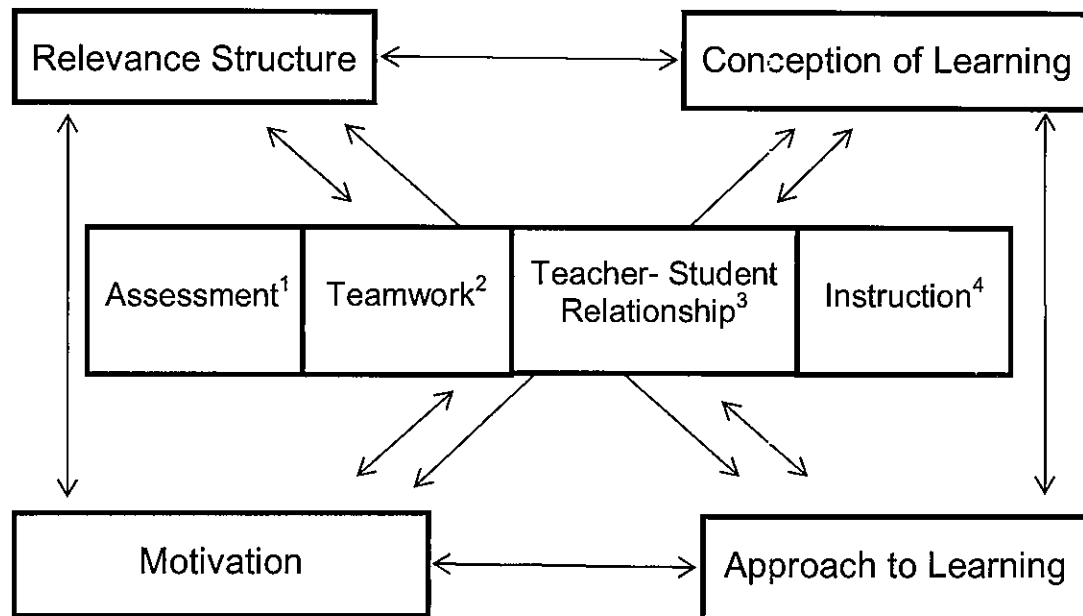 Relevance Structure
Conception of Learning
Assessment¹
Teamwork²
Teacher- Student
Relationship³
Instruction⁴
Motivation
Approach to Learning